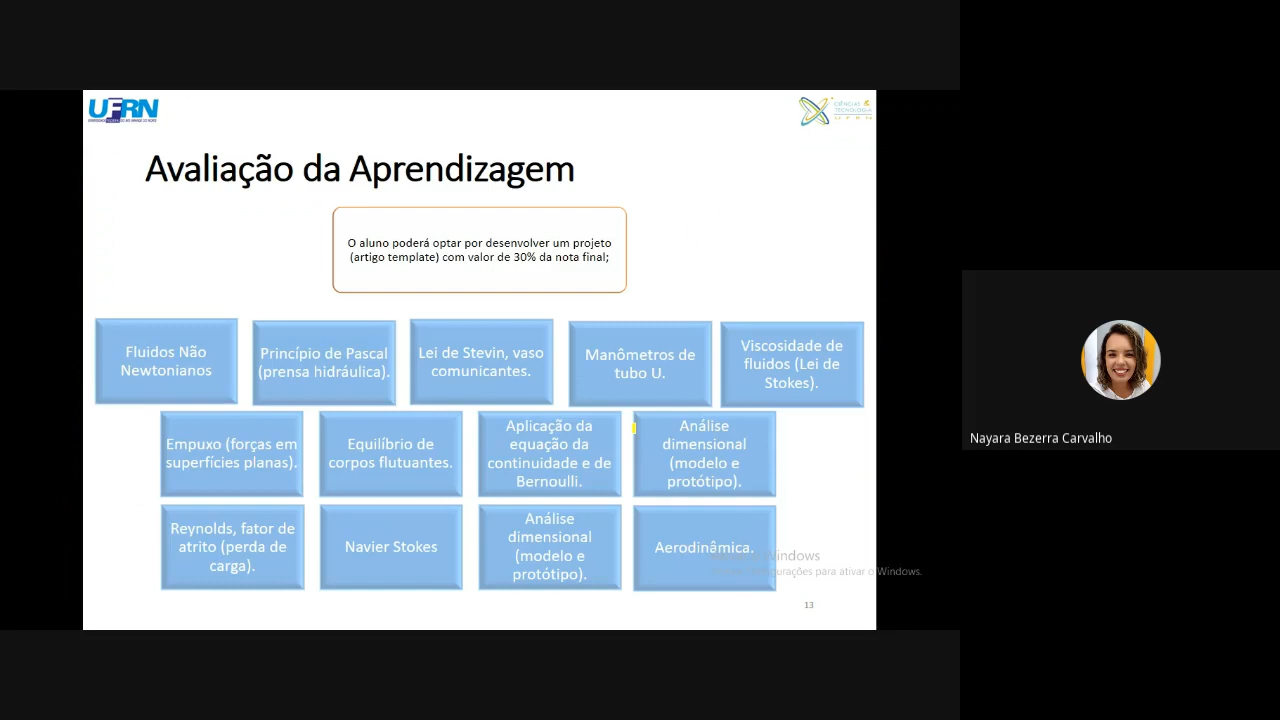 UFRN
CIÊNCIAS &
TECNOLOGIA
UFRN
Avaliação da Aprendizagem
O aluno poderá optar por desenvolver um projeto
(artigo template) com valor de 30% da nota final;
Fluidos Não
Newtonianos
Princípio de Pascal
(prensa hidráulica).
Lei de Stevin, vaso
comunicantes.
Manômetros de
tubo U.
Viscosidade de
fluidos (Lei de
Stokes).
Empuxo (forças em
superfícies planas).
Equilíbrio de
corpos flutuantes.
Aplicação da
equação da
continuidade e de
Bernoulli.
Análise
dimensional
(modelo e
protótipo).
Reynolds, fator de
atrito (perda de
carga).
Navier Stokes
Análise
dimensional
(modelo e
protótipo).
Aerodinâmica.
Windows
para ativar o Windows.
13
Nayara Bezerra Carvalho